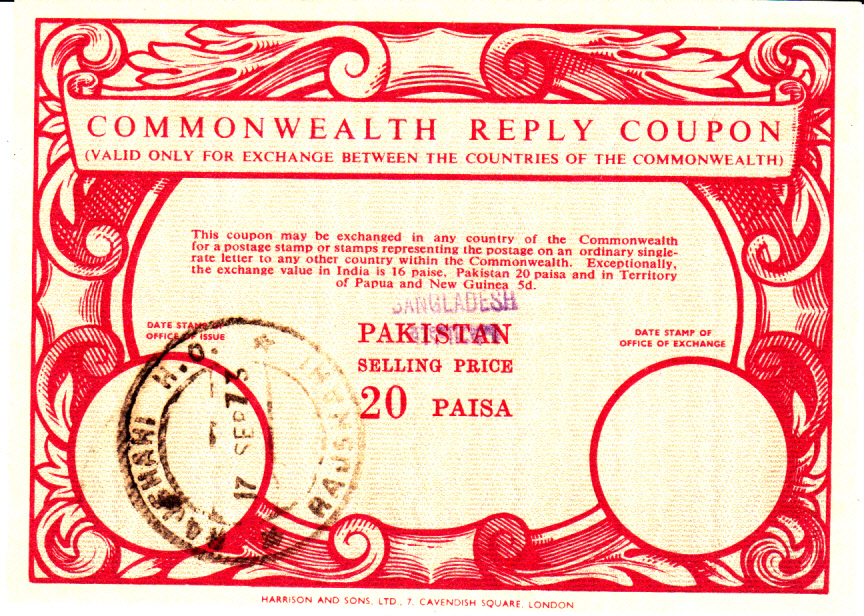 COMMONWEALTH REPLY COUPON
(VALID ONLY FOR EXCHANGE BETWEEN THE COUNTRIES OF THE COMMONWEALTH)
This coupon may be exchanged in any country of the Commonwealth
for a postage stamp or stamps representing the postage on an ordinary single-
rate letter to any other country within the Commonwealth. Exceptionally,
the exchange value in India is 16 paise, Pakistan 20 paisa and in Territory
of Papua and New Guinea 5d.
BANGLADESH
DATE STAMP OF
OFFICE OF ISSUE
PAKISTAN
SELLING PRICE
20 PAISA
DATE STAMP OF
OFFICE OF EXCHANGE
RAJSHAHI H.O.
17 SEP 73
RAJSHAHI
HARRISON AND SONS, LTD., 7, CAVENDISH SQUARE, LONDON